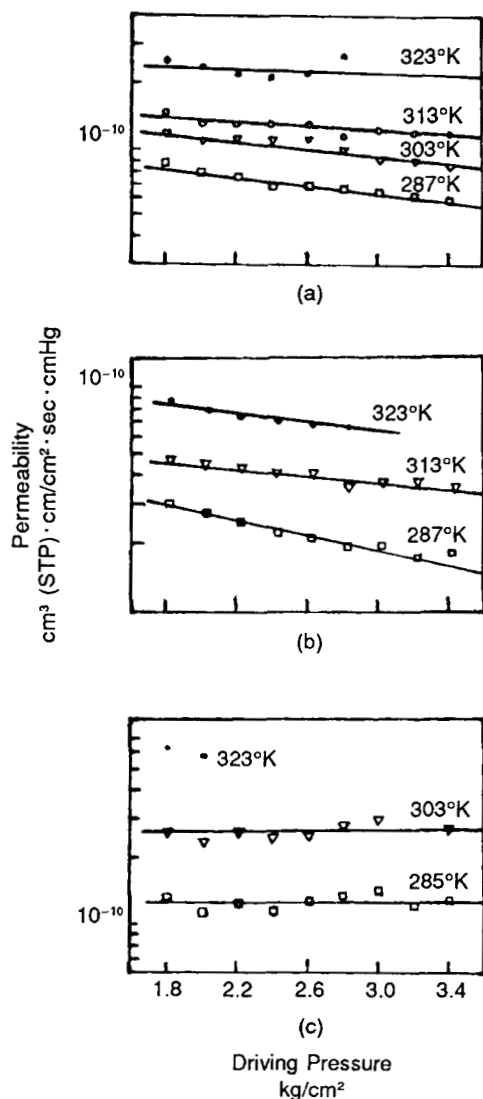 323°K
313°K
10⁻¹⁰
303°K
287°K
(a)
10⁻¹⁰
323°K
313°K
287°K
(b)
Permeability
cm³ (STP)·cm/cm²·sec·cmHg
323°K
303°K
285°K
10⁻¹⁰
1.8 2.2 2.6 3.0 3.4
(c)
Driving Pressure
kg/cm²